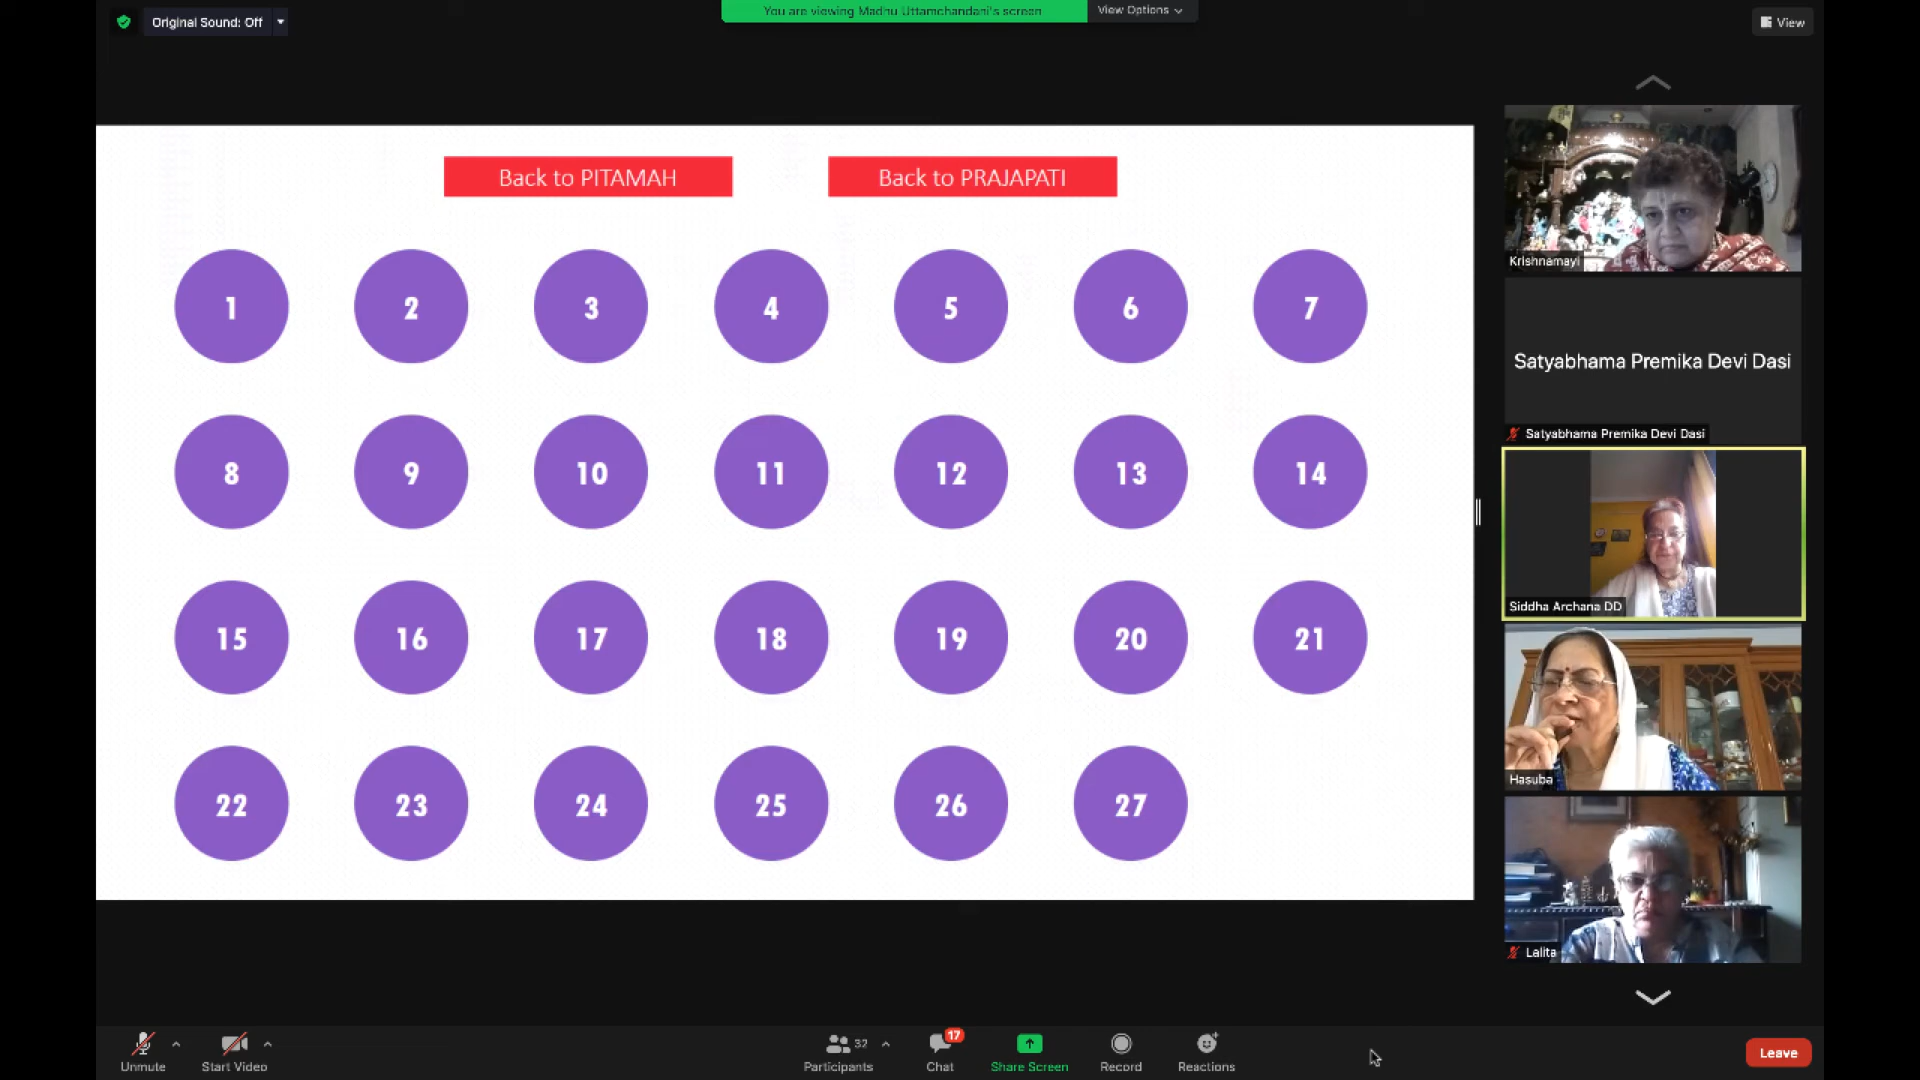 Original Sound: Off
You are viewing Madhu Uttamchandani's screen
View Options
View
Back to PITAMAH
Back to PRAJAPATI
1 2 3 4 5 6 7
8 9 10 11 12 13 14
15 16 17 18 19 20 21
22 23 24 25 26 27
Krishnamayi
Satyabhama Premika Devi Dasi
Satyabhama Premika Devi Dasi
Siddha Archana DD
Hasuba
Lalita
Unmute
Start Video
32
Participants
17
Chat
Share Screen
Record
Reactions
Leave